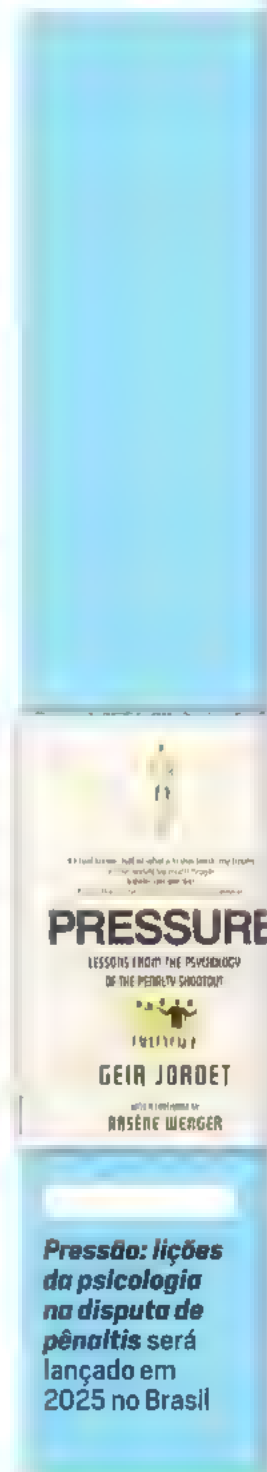 PRESSURE
LESSONS FROM THE PSYCHOLOGY
OF THE PENALTY SHOOTOUT
GEIR JORDET
ARSÈNE WENGER
Pressão: lições
da psicologia
na disputa de
pênaltis será
lançado em
2025 no Brasil